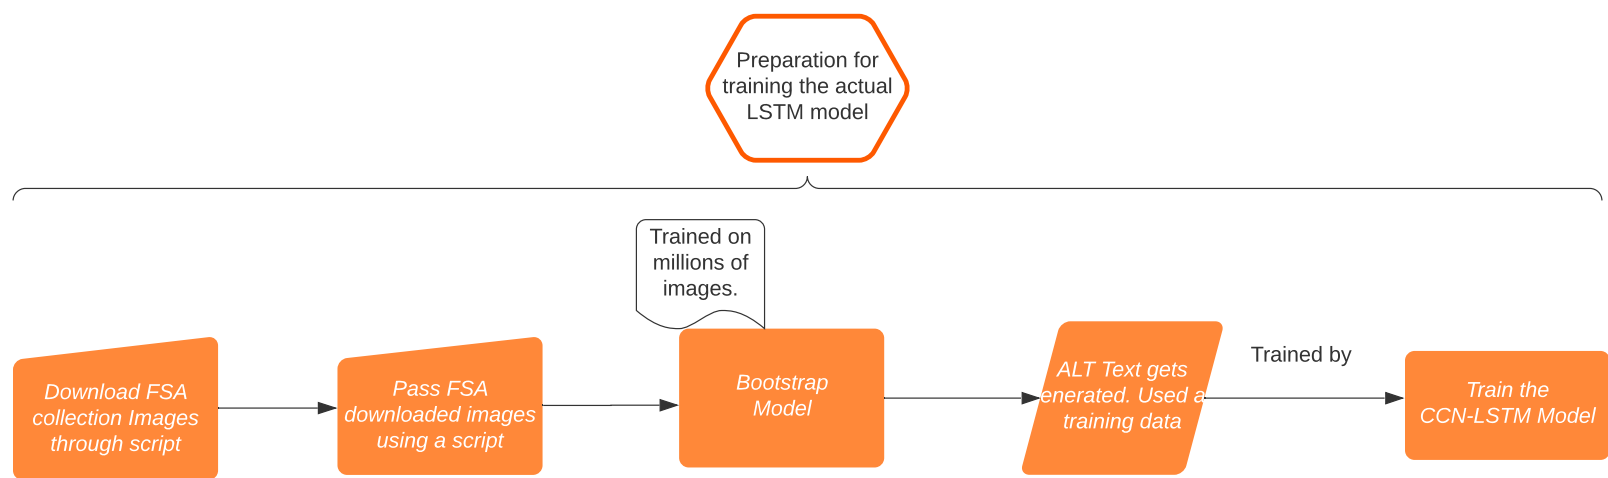 Preparation for
training the actual
LSTM model
Trained on
millions of
images.
Download FSA
collection Images
through script
Pass FSA
downloaded images
using a script
Bootstrap
Model
ALT Text gets
enerated. Used a
training data
Trained by
Train the
CCN-LSTM Model